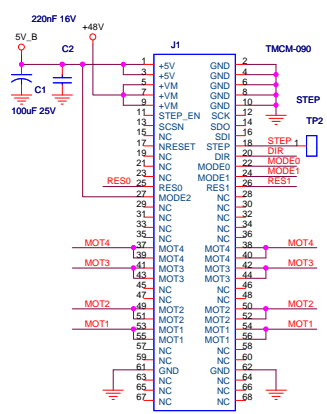 220nF 16V
5V_B
+48V
C2
J1
TMCM-090
C1
100uF 25V
STEP
TP2
1 +5V GND 2
3 +5V GND 4
5 +VM GND 6
7 +VM GND 8
9 +VM GND 10
11 STEP_EN SCK 12
13 SCSN SDO 14
15 NC SDI 16
17 NRESET STEP 18 STEP 1
19 NC DIR 20 DIR
21 NC MODE0 22 MODE0
23 NC MODE1 24 MODE1
RES0 25 RES0 RES1 26 RES1
27 MODE2 NC 28
29 NC NC 30
31 NC NC 32
33 NC NC 34
35 NC NC 36
MOT4 37 MOT4 MOT4 38 MOT4
39 MOT4 MOT4 40
MOT3 41 MOT3 MOT3 42 MOT3
43 MOT3 MOT3 44
45 NC NC 46
47 NC NC 48
MOT2 49 MOT2 MOT2 50 MOT2
51 MOT2 MOT2 52
MOT1 53 MOT1 MOT1 54 MOT1
55 MOT1 MOT1 56
57 NC NC 58
59 NC NC 60
61 GND GND 62
63 NC NC 64
65 NC NC 66
67 NC NC 68